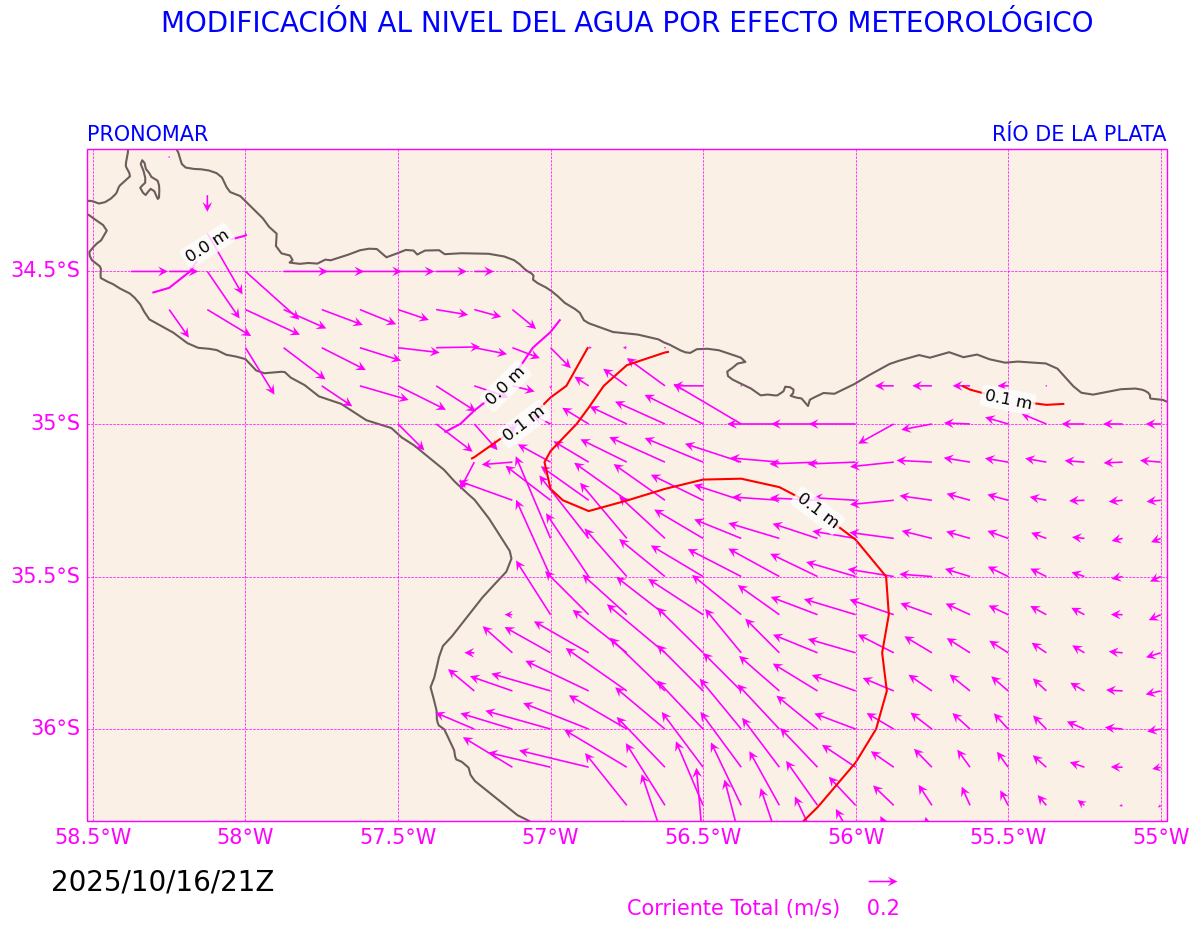 MODIFICACIÓN AL NIVEL DEL AGUA POR EFECTO METEOROLÓGICO
PRONOMAR
RÍO DE LA PLATA
0.0 m
34.5°S
0.0 m
0.1 m
0.1 m
35°S
0.1 m
35.5°S
36°S
58.5°W
58°W
57.5°W
57°W
56.5°W
56°W
55.5°W
55°W
2025/10/16/21Z
Corriente Total (m/s)
0.2